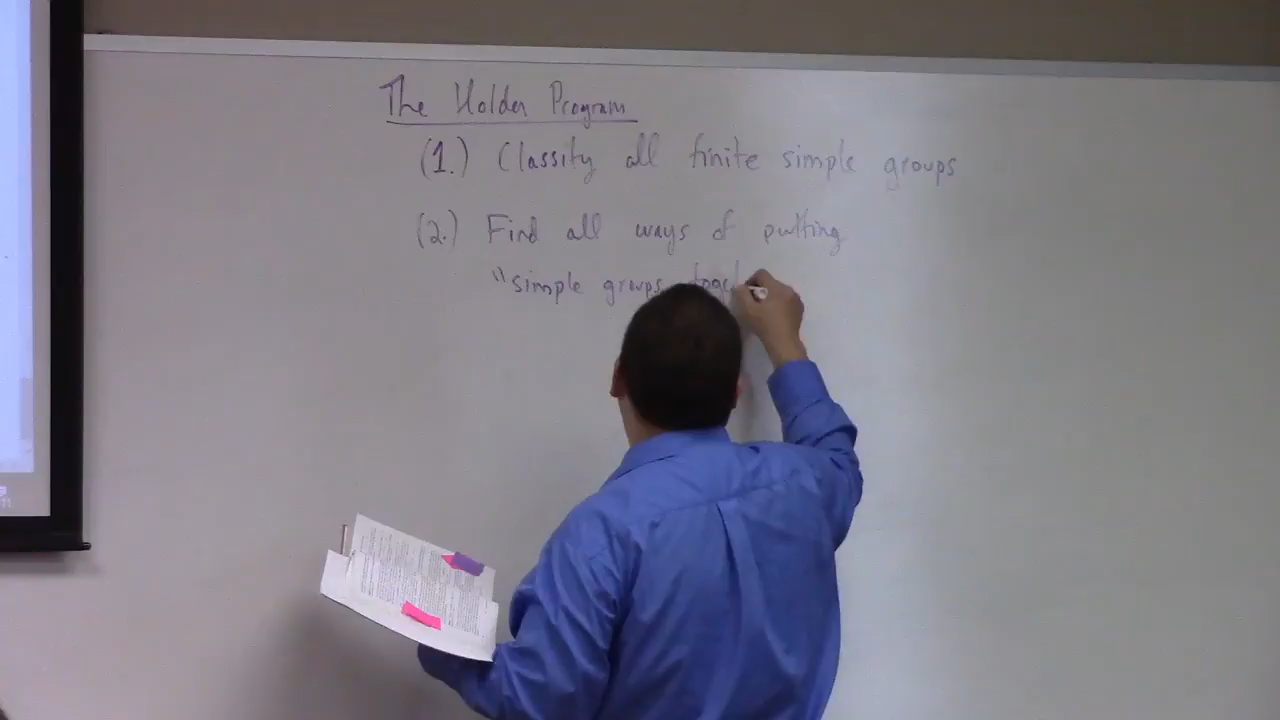 The Holder Program
(1.) Classify all finite simple groups
(2.) Find all ways of putting
"simple groups